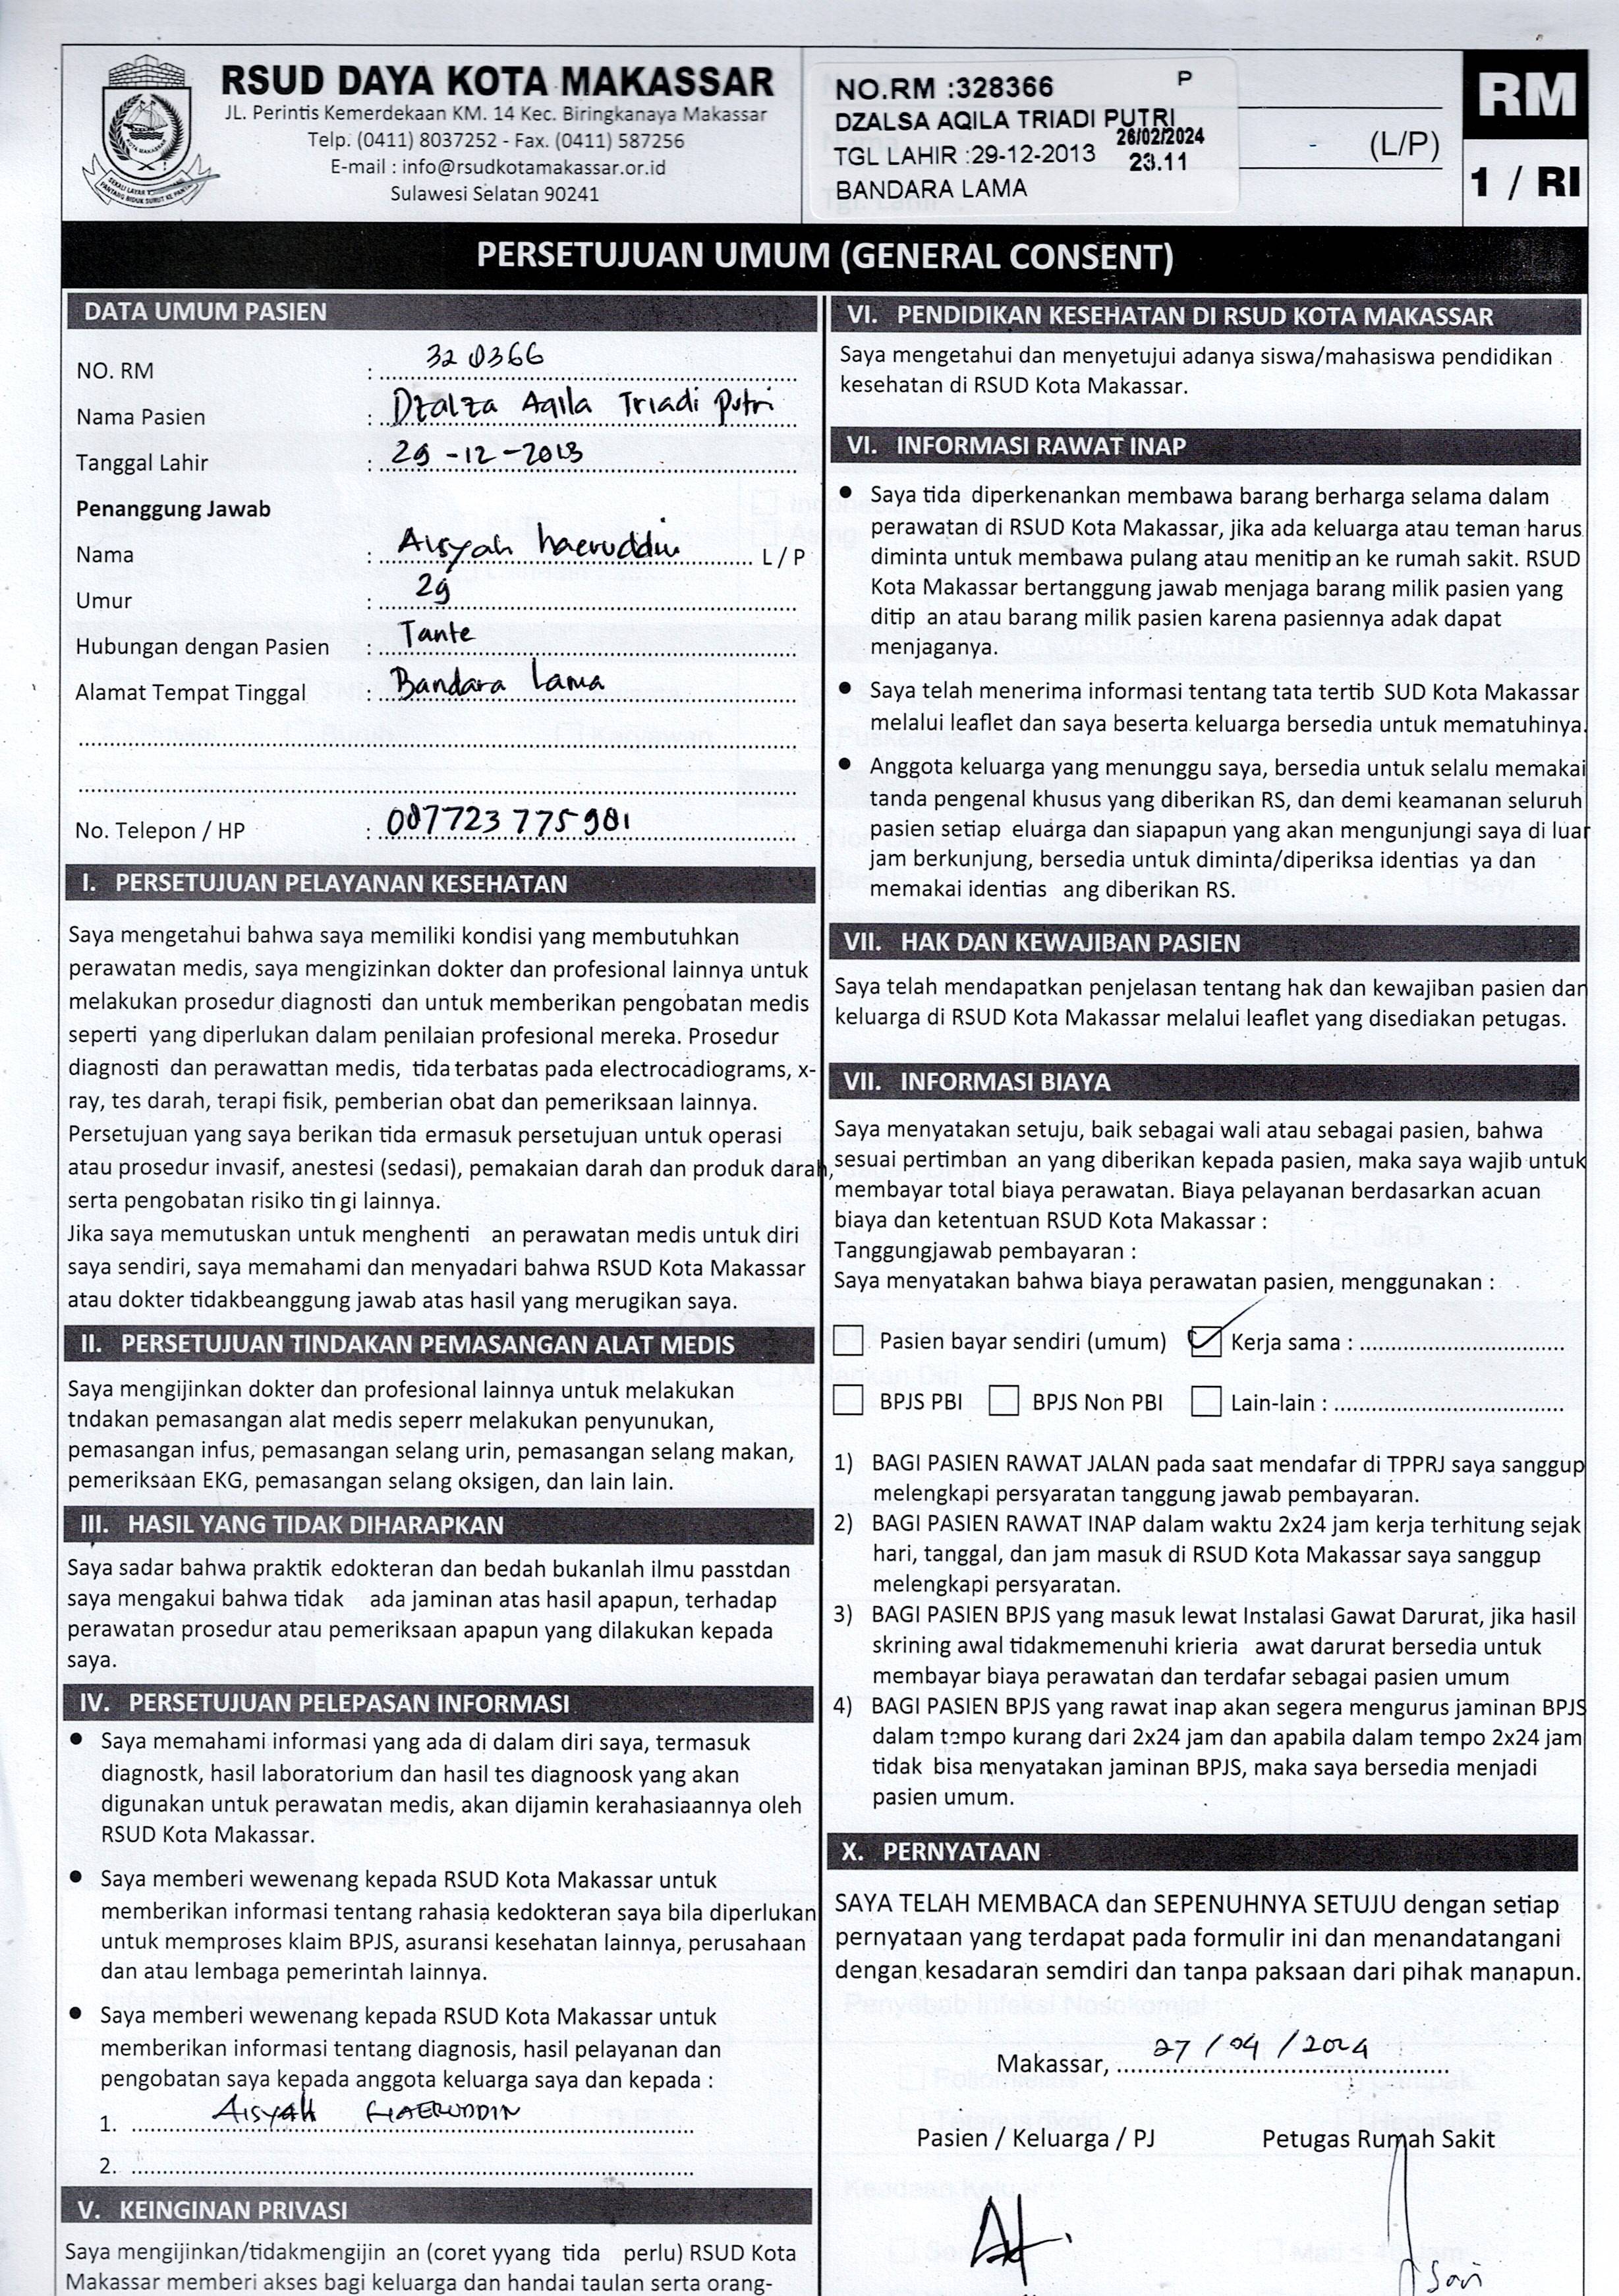 RSUD DAYA KOTA MAKASSAR
JL. Perintis Kemerdekaan KM. 14 Kec. Biringkanaya Makassar
Telp. (0411) 8037252 - Fax. (0411) 587256
E-mail : info@rsudkotamakassar.or.id
Sulawesi Selatan 90241
NO.RM :328366 P
DZALSA AQILA TRIADI PUTRI
26/02/2024
TGL LAHIR :29-12-2013 23.11
BANDARA LAMA
(L/P)
RM
1 / RI
PERSETUJUAN UMUM (GENERAL CONSENT)
DATA UMUM PASIEN
NO. RM : 328366
Nama Pasien : Dzalza Aqila Triadi putri
Tanggal Lahir : 29 -12 -2013
Penanggung Jawab
Nama : Aisyah haeruddin L / P
Umur : 29
Hubungan dengan Pasien : Tante
Alamat Tempat Tinggal : Bandara Lama
No. Telepon / HP : 087723775981
I. PERSETUJUAN PELAYANAN KESEHATAN
Saya mengetahui bahwa saya memiliki kondisi yang membutuhkan
perawatan medis, saya mengizinkan dokter dan profesional lainnya untuk
melakukan prosedur diagnosti dan untuk memberikan pengobatan medis
seperti yang diperlukan dalam penilaian profesional mereka. Prosedur
diagnosti dan perawattan medis, tida terbatas pada electrocadiograms, x-
ray, tes darah, terapi fisik, pemberian obat dan pemeriksaan lainnya.
Persetujuan yang saya berikan tida ermasuk persetujuan untuk operasi
atau prosedur invasif, anestesi (sedasi), pemakaian darah dan produk darah,
serta pengobatan risiko tin gi lainnya.
Jika saya memutuskan untuk menghenti an perawatan medis untuk diri
saya sendiri, saya memahami dan menyadari bahwa RSUD Kota Makassar
atau dokter tidakbeanggung jawab atas hasil yang merugikan saya.
II. PERSETUJUAN TINDAKAN PEMASANGAN ALAT MEDIS
Saya mengijinkan dokter dan profesional lainnya untuk melakukan
tndakan pemasangan alat medis seperr melakukan penyunukan,
pemasangan infus, pemasangan selang urin, pemasangan selang makan,
pemeriksaan EKG, pemasangan selang oksigen, dan lain lain.
III. HASIL YANG TIDAK DIHARAPKAN
Saya sadar bahwa praktik edokteran dan bedah bukanlah ilmu passtdan
saya mengakui bahwa tidak ada jaminan atas hasil apapun, terhadap
perawatan prosedur atau pemeriksaan apapun yang dilakukan kepada
saya.
IV. PERSETUJUAN PELEPASAN INFORMASI
• Saya memahami informasi yang ada di dalam diri saya, termasuk
diagnostk, hasil laboratorium dan hasil tes diagnoosk yang akan
digunakan untuk perawatan medis, akan dijamin kerahasiaannya oleh
RSUD Kota Makassar.
• Saya memberi wewenang kepada RSUD Kota Makassar untuk
memberikan informasi tentang rahasia kedokteran saya bila diperlukan
untuk memproses klaim BPJS, asuransi kesehatan lainnya, perusahaan
dan atau lembaga pemerintah lainnya.
• Saya memberi wewenang kepada RSUD Kota Makassar untuk
memberikan informasi tentang diagnosis, hasil pelayanan dan
pengobatan saya kepada anggota keluarga saya dan kepada :
1. AISYAH HAERUDDIN
2.
V. KEINGINAN PRIVASI
Saya mengijinkan/tidakmengijin an (coret yyang tida perlu) RSUD Kota
Makassar memberi akses bagi keluarga dan handai taulan serta orang-
VI. PENDIDIKAN KESEHATAN DI RSUD KOTA MAKASSAR
Saya mengetahui dan menyetujui adanya siswa/mahasiswa pendidikan
kesehatan di RSUD Kota Makassar.
VI. INFORMASI RAWAT INAP
• Saya tida diperkenankan membawa barang berharga selama dalam
perawatan di RSUD Kota Makassar, jika ada keluarga atau teman harus
diminta untuk membawa pulang atau menitip an ke rumah sakit. RSUD
Kota Makassar bertanggung jawab menjaga barang milik pasien yang
ditip an atau barang milik pasien karena pasiennya adak dapat
menjaganya.
• Saya telah menerima informasi tentang tata tertib SUD Kota Makassar
melalui leaflet dan saya beserta keluarga bersedia untuk mematuhinya.
• Anggota keluarga yang menunggu saya, bersedia untuk selalu memakai
tanda pengenal khusus yang diberikan RS, dan demi keamanan seluruh
pasien setiap eluarga dan siapapun yang akan mengunjungi saya di luar
jam berkunjung, bersedia untuk diminta/diperiksa identias ya dan
memakai identias ang diberikan RS.
VII. HAK DAN KEWAJIBAN PASIEN
Saya telah mendapatkan penjelasan tentang hak dan kewajiban pasien dan
keluarga di RSUD Kota Makassar melalui leaflet yang disediakan petugas.
VII. INFORMASI BIAYA
Saya menyatakan setuju, baik sebagai wali atau sebagai pasien, bahwa
sesuai pertimban an yang diberikan kepada pasien, maka saya wajib untuk
membayar total biaya perawatan. Biaya pelayanan berdasarkan acuan
biaya dan ketentuan RSUD Kota Makassar :
Tanggungjawab pembayaran :
Saya menyatakan bahwa biaya perawatan pasien, menggunakan :
☐ Pasien bayar sendiri (umum) ☑ Kerja sama :
☐ BPJS PBI ☐ BPJS Non PBI ☐ Lain-lain :
1) BAGI PASIEN RAWAT JALAN pada saat mendafar di TPPRJ saya sanggup
melengkapi persyaratan tanggung jawab pembayaran.
2) BAGI PASIEN RAWAT INAP dalam waktu 2x24 jam kerja terhitung sejak
hari, tanggal, dan jam masuk di RSUD Kota Makassar saya sanggup
melengkapi persyaratan.
3) BAGI PASIEN BPJS yang masuk lewat Instalasi Gawat Darurat, jika hasil
skrining awal tidakmemenuhi krieria awat darurat bersedia untuk
membayar biaya perawatan dan terdafar sebagai pasien umum
4) BAGI PASIEN BPJS yang rawat inap akan segera mengurus jaminan BPJS
dalam tempo kurang dari 2x24 jam dan apabila dalam tempo 2x24 jam
tidak bisa menyatakan jaminan BPJS, maka saya bersedia menjadi
pasien umum.
X. PERNYATAAN
SAYA TELAH MEMBACA dan SEPENUHNYA SETUJU dengan setiap
pernyataan yang terdapat pada formulir ini dan menandatangani
dengan kesadaran semdiri dan tanpa paksaan dari pihak manapun.
Makassar, 27 / 04 / 2024
Pasien / Keluarga / PJ Petugas Rumah Sakit